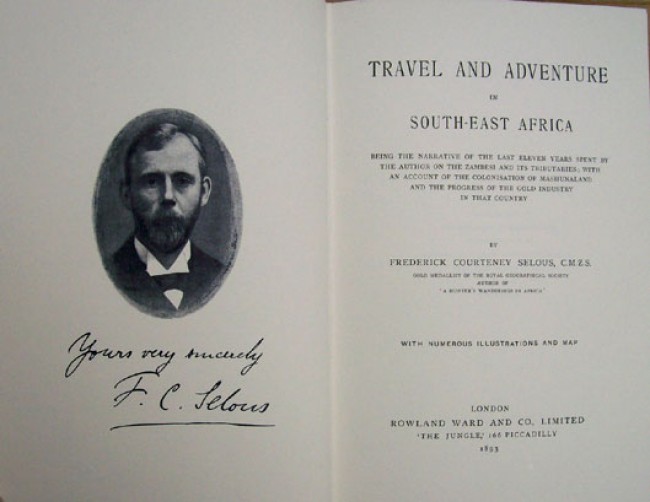 Yours very sincerely
F. C. Selous
TRAVEL AND ADVENTURE
IN
SOUTH-EAST AFRICA
BEING THE NARRATIVE OF THE LAST ELEVEN YEARS SPENT BY
THE AUTHOR ON THE ZAMBESI AND ITS TRIBUTARIES; WITH
AN ACCOUNT OF THE COLONISATION OF MASHUNALAND
AND THE PROGRESS OF THE GOLD INDUSTRY
IN THAT COUNTRY
BY
FREDERICK COURTENEY SELOUS, C.M.Z.S.
GOLD MEDALLIST OF THE ROYAL GEOGRAPHICAL SOCIETY
AUTHOR OF
'A HUNTER'S WANDERINGS IN AFRICA'
WITH NUMEROUS ILLUSTRATIONS AND MAP
LONDON
ROWLAND WARD AND CO., LIMITED
'THE JUNGLE,' 166 PICCADILLY
1893